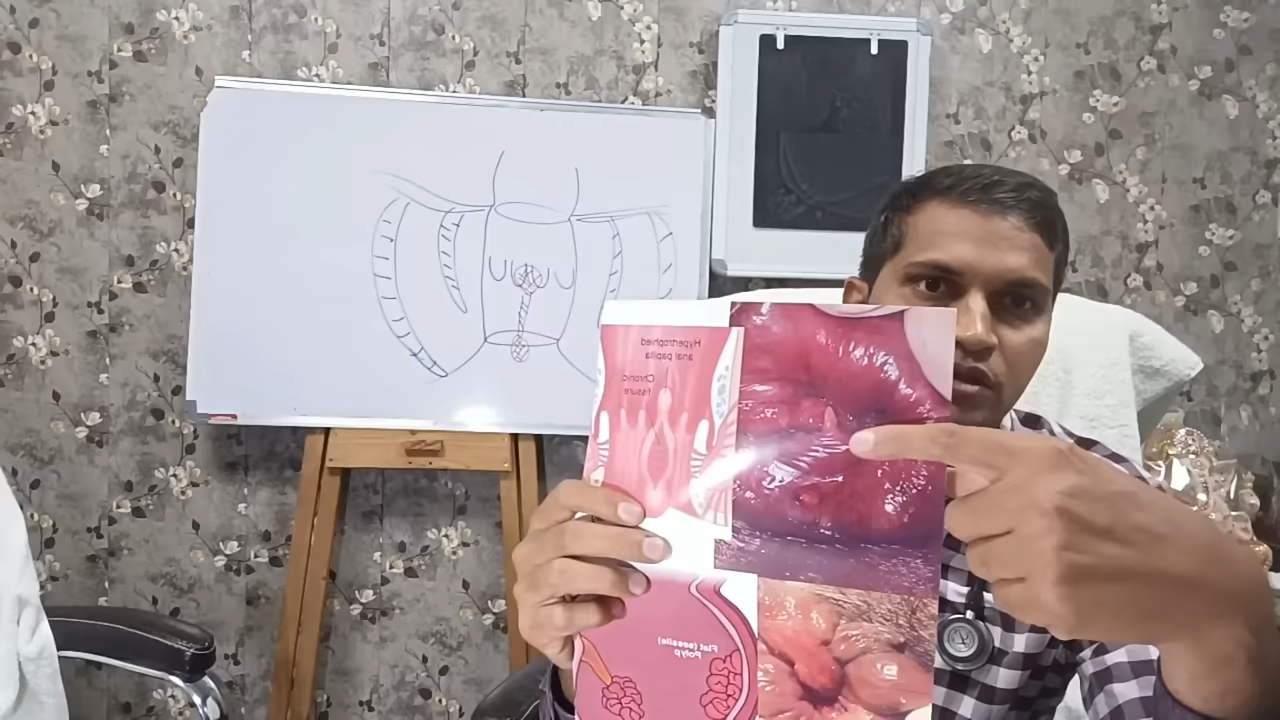 Hypertrophied
anal papilla
Chronic
fissure
Flat (sessile)
Polyp